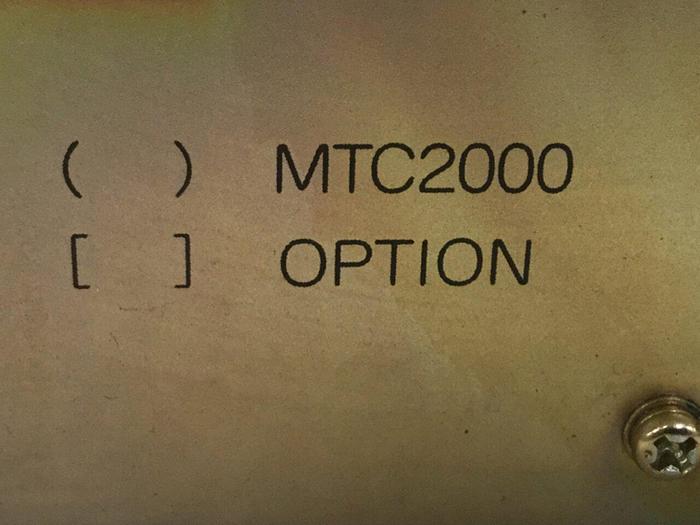 ( ) MTC2000
[ ] OPTION